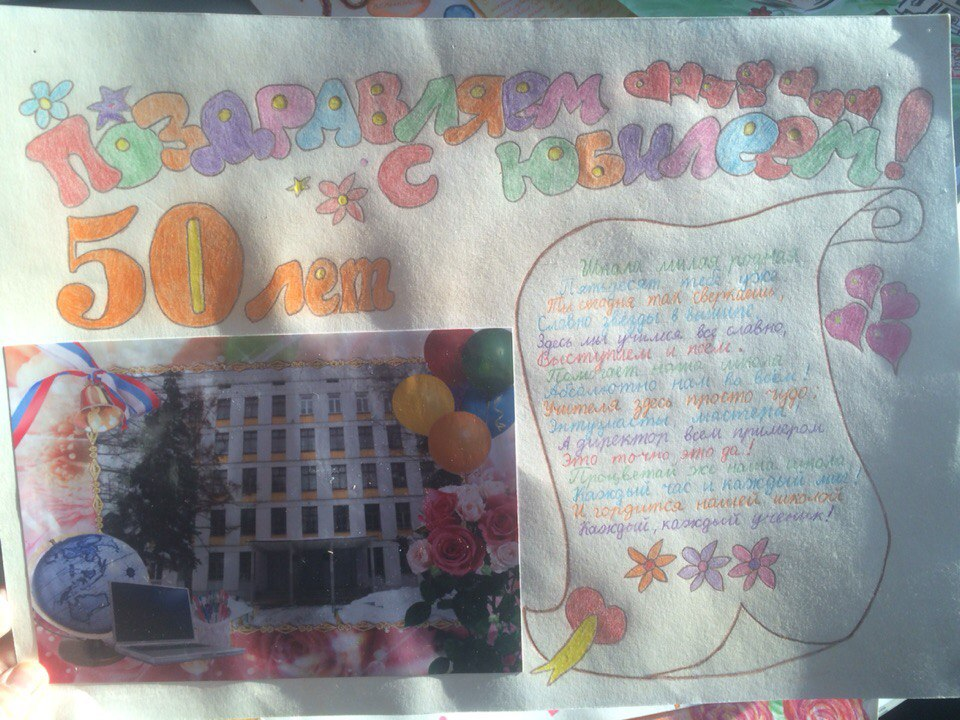 Поздравляем
с юбилеем!
50 лет
Школа милая родная,
Пятьдесят тебе уже.
Ты сегодня так сверкаешь,
Словно звезды в вышине
Здесь мы учимся все славно,
Выступаем и поем.
Помогает наша школа
Абсолютно нам во всём!
Учителя здесь просто чудо,
Энтузиасты, мастера!
А директор всем примером
Это точно, это да!
Процветай же наша школа
Каждый час и каждый миг!
И гордится нашей школой
Каждый, каждый ученик!